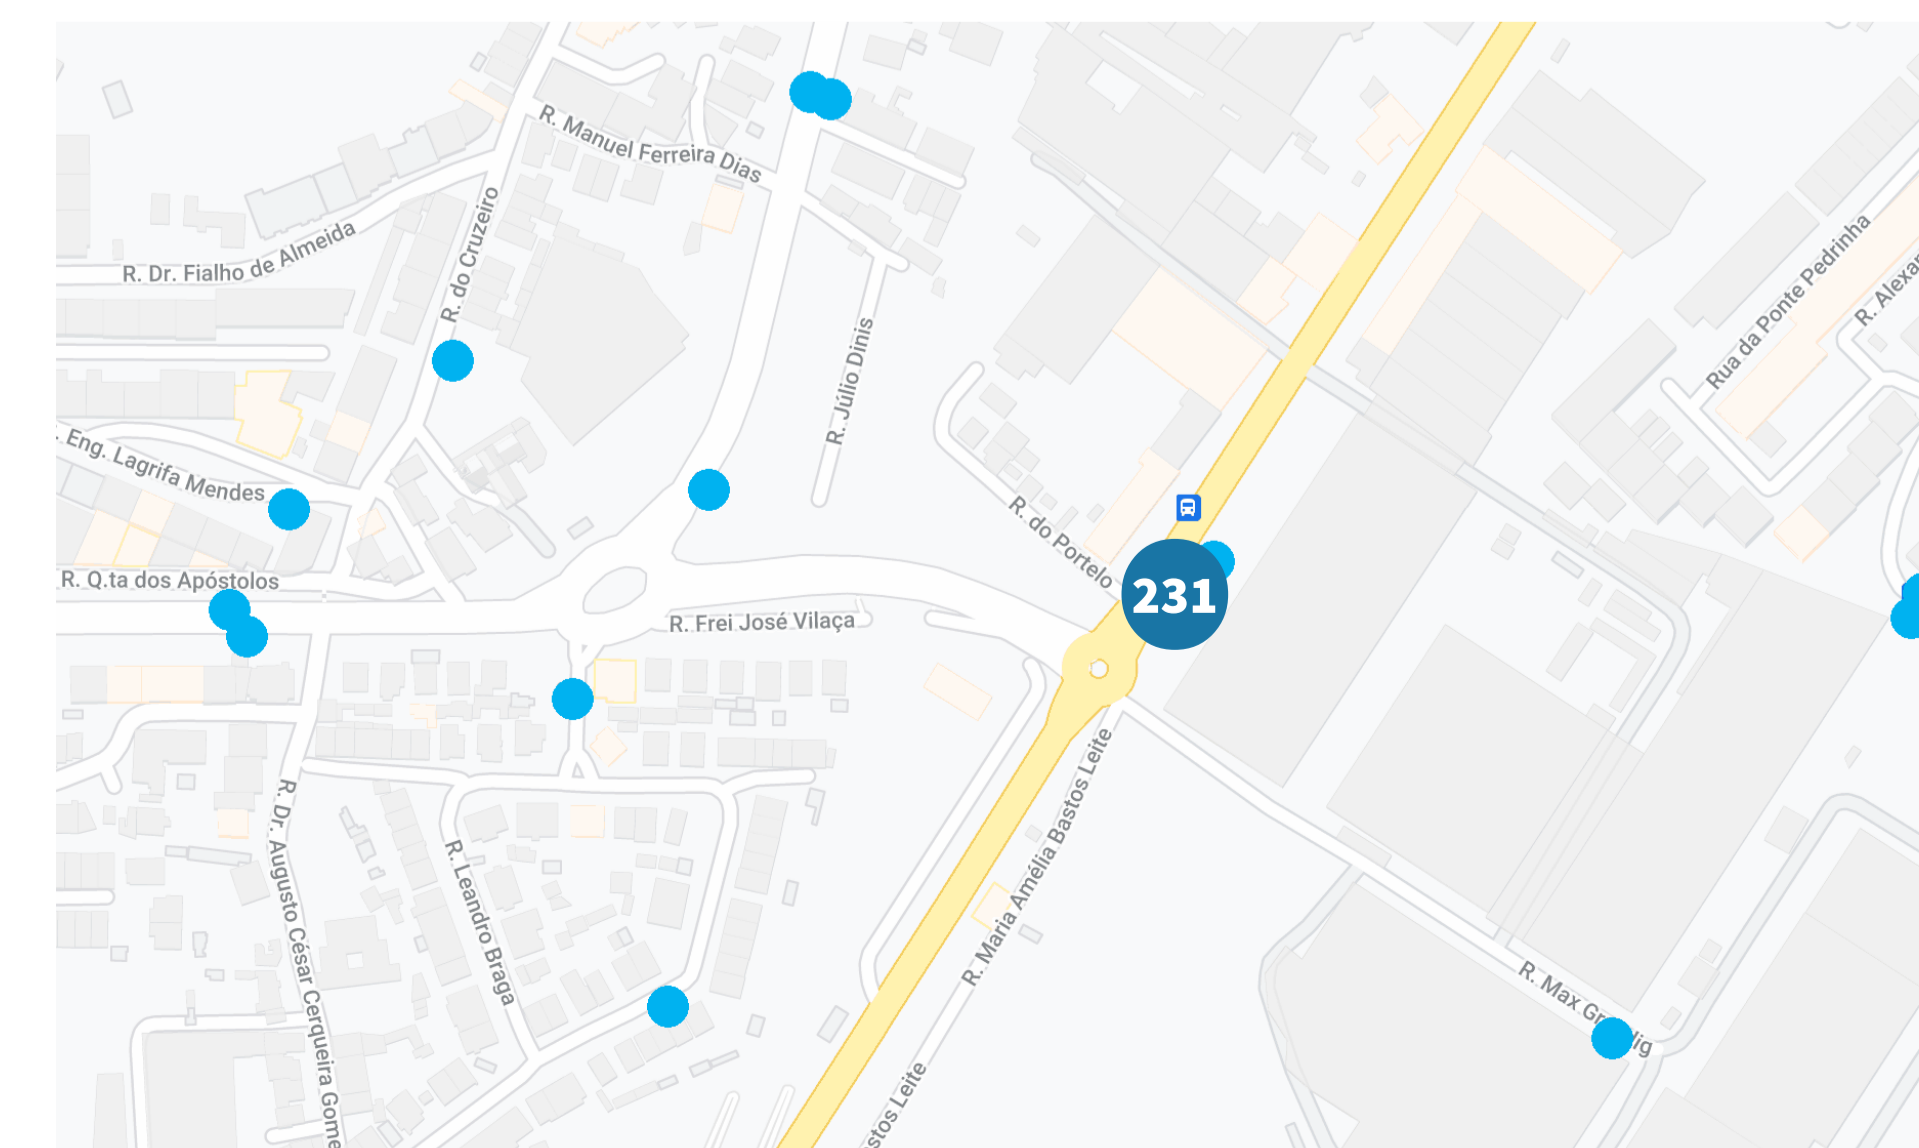 R. Manuel Ferreira Dias
R. do Cruzeiro
R. Dr. Fialho de Almeida
Rua da Ponte Pedrinha
R. Júlio Dinis
. Eng. Lagrifa Mendes
R. do Portelo
R. Q.ta dos Apóstolos
231
R. Frei José Vilaça
R. Maria Amélia Bastos Leite
R. Dr. Augusto César Cerqueira Gome
R. Leandro Braga
R. Max
stos Leite